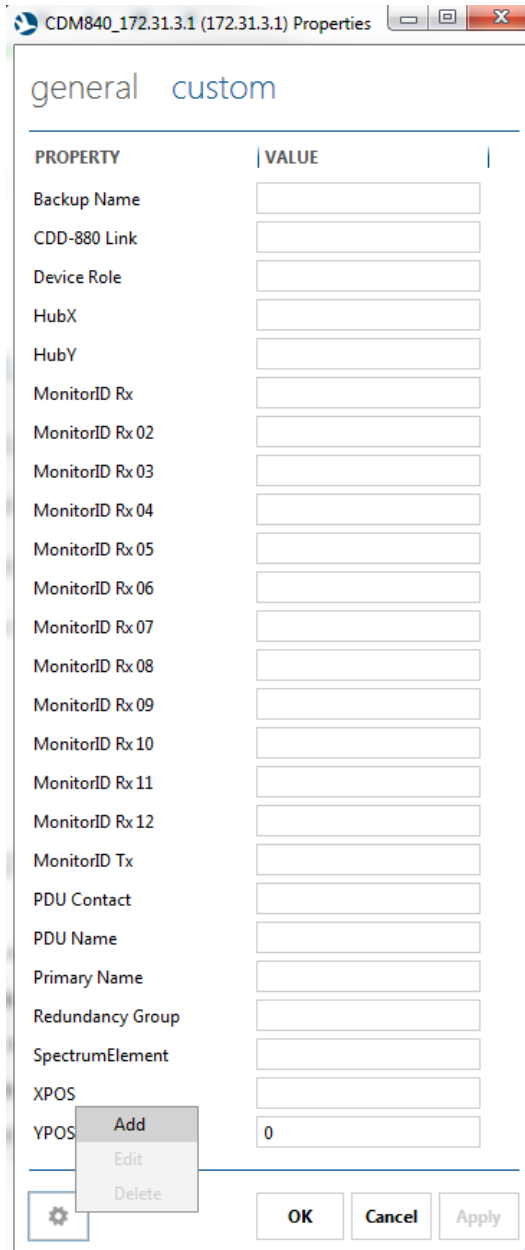 CDM840_172.31.3.1 (172.31.3.1) Properties
general custom
PROPERTY VALUE
Backup Name
CDD-880 Link
Device Role
HubX
HubY
MonitorID Rx
MonitorID Rx 02
MonitorID Rx 03
MonitorID Rx 04
MonitorID Rx 05
MonitorID Rx 06
MonitorID Rx 07
MonitorID Rx 08
MonitorID Rx 09
MonitorID Rx 10
MonitorID Rx 11
MonitorID Rx 12
MonitorID Tx
PDU Contact
PDU Name
Primary Name
Redundancy Group
SpectrumElement
XPOS
YPOS 0
Add
Edit
Delete
OK Cancel Apply